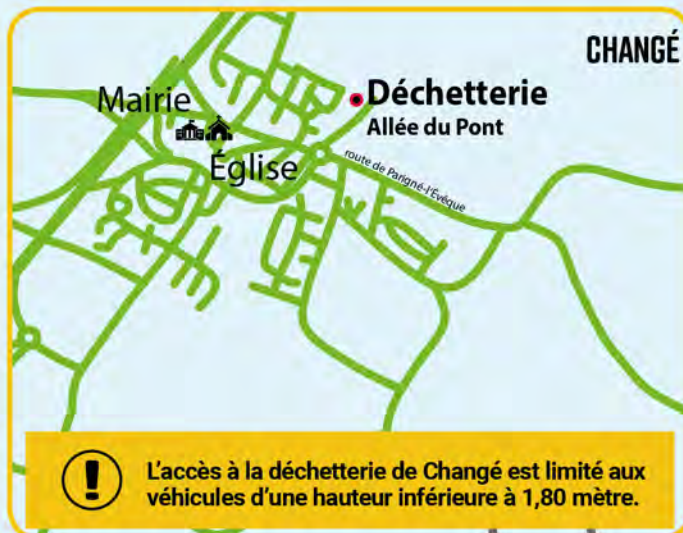 CHANGÉ
Mairie
Déchetterie
Allée du Pont
Église
route de Parigné-l'Évêque
L'accès à la déchetterie de Changé est limité aux
véhicules d'une hauteur inférieure à 1,80 mètre.